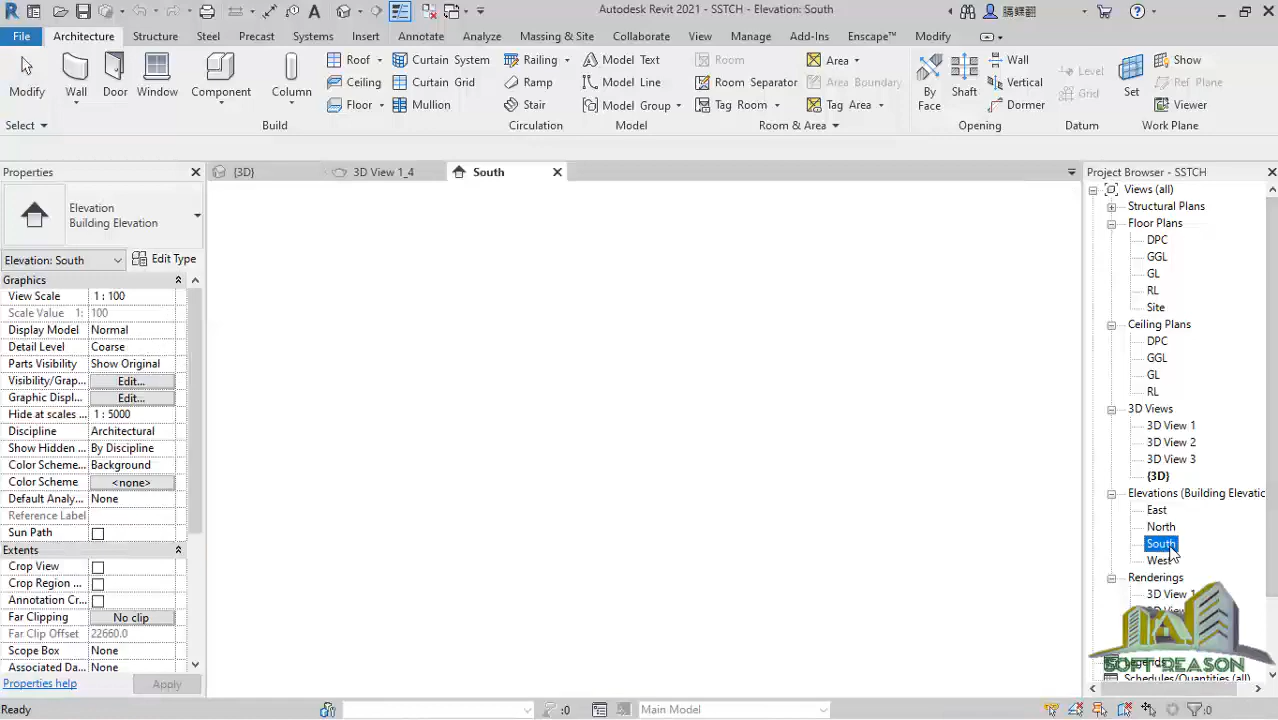 Autodesk Revit 2021 - SSTCH - Elevation: South
File Architecture Structure Steel Precast Systems Insert Annotate Analyze Massing & Site Collaborate View Manage Add-Ins Enscape™ Modify
Modify
Select
Wall
Door
Window
Component
Column
Roof
Ceiling
Floor
Curtain System
Curtain Grid
Mullion
Build
Railing
Ramp
Stair
Circulation
Model Text
Model Line
Model Group
Model
Room
Room Separator
Tag Room
Area
Area Boundary
Tag Area
Room & Area
By
Face
Shaft
Wall
Vertical
Dormer
Opening
Level
Grid
Datum
Set
Show
Ref Plane
Viewer
Work Plane
Properties
{3D}
3D View 1_4
South
Project Browser - SSTCH
Elevation
Building Elevation
Elevation: South
Edit Type
Graphics
View Scale 1 : 100
Scale Value 1: 100
Display Model Normal
Detail Level Coarse
Parts Visibility Show Original
Visibility/Grap... Edit...
Graphic Displ... Edit...
Hide at scales ... 1 : 5000
Discipline Architectural
Show Hidden ... By Discipline
Color Scheme... Background
Color Scheme <none>
Default Analy... None
Reference Label
Sun Path
Extents
Crop View
Crop Region ...
Annotation Cr...
Far Clipping No clip
Far Clip Offset 22660.0
Scope Box None
Associated Da... None
Properties help Apply
Views (all)
Structural Plans
Floor Plans
DPC
GGL
GL
RL
Site
Ceiling Plans
DPC
GGL
GL
RL
3D Views
3D View 1
3D View 2
3D View 3
{3D}
Elevations (Building Elevatic
East
North
South
West
Renderings
3D View 1
Legends
Schedules/Quantities (all)
SOFT REASON
Ready
:0
Main Model
:0